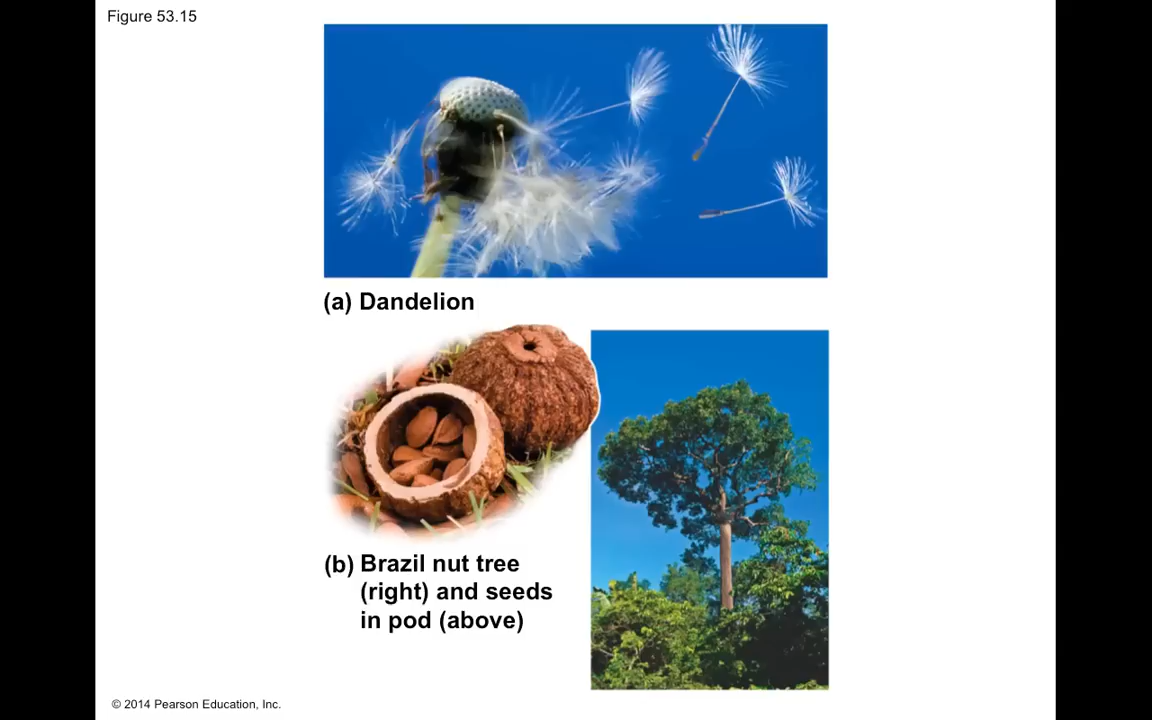 Figure 53.15
(a) Dandelion
(b) Brazil nut tree
(right) and seeds
in pod (above)
© 2014 Pearson Education, Inc.